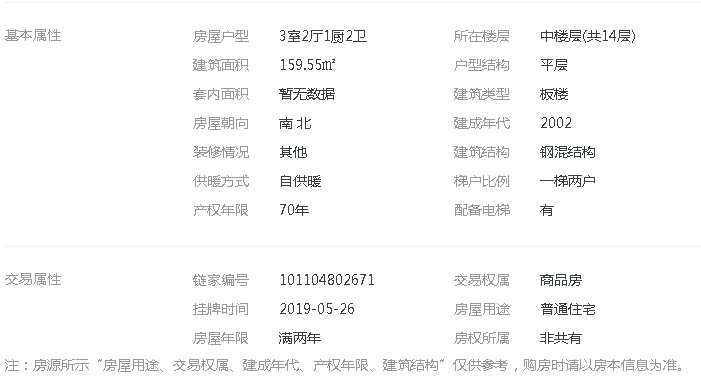 基本属性 房屋户型 3室2厅1厨2卫 所在楼层 中楼层(共14层)
建筑面积 159.55㎡ 户型结构 平层
套内面积 暂无数据 建筑类型 板楼
房屋朝向 南 北 建成年代 2002
装修情况 其他 建筑结构 钢混结构
供暖方式 自供暖 梯户比例 一梯两户
产权年限 70年 配备电梯 有
交易属性 链家编号 101104802671 交易权属 商品房
挂牌时间 2019-05-26 房屋用途 普通住宅
房屋年限 满两年 房权所属 非共有
注：房源所示“房屋用途、交易权属、建成年代、产权年限、建筑结构”仅供参考，购房时请以房本信息为准。